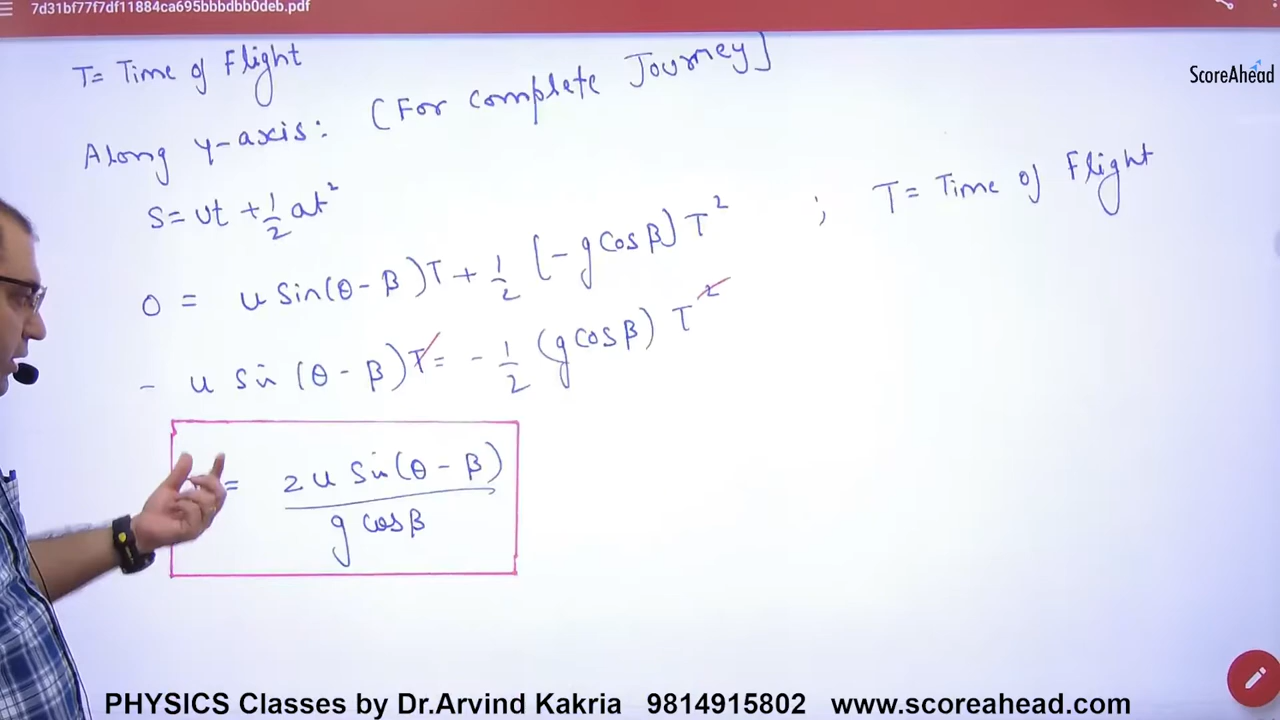 7d31bf77f7df11884ca695bbbdbb0deb.pdf
ScoreAhead
T= Time of Flight
Along y-axis: (For complete Journey]
S= ut + 1/2 at²
; T= Time of Flight
0 = u Sin(θ - β)T + 1/2 (- g cos β) T²
- u sin (θ - β)T = - 1/2 (g cos β) T²
= 2 u Sin(θ - β) / g cos β
PHYSICS Classes by Dr.Arvind Kakria 9814915802 www.scoreahead.com